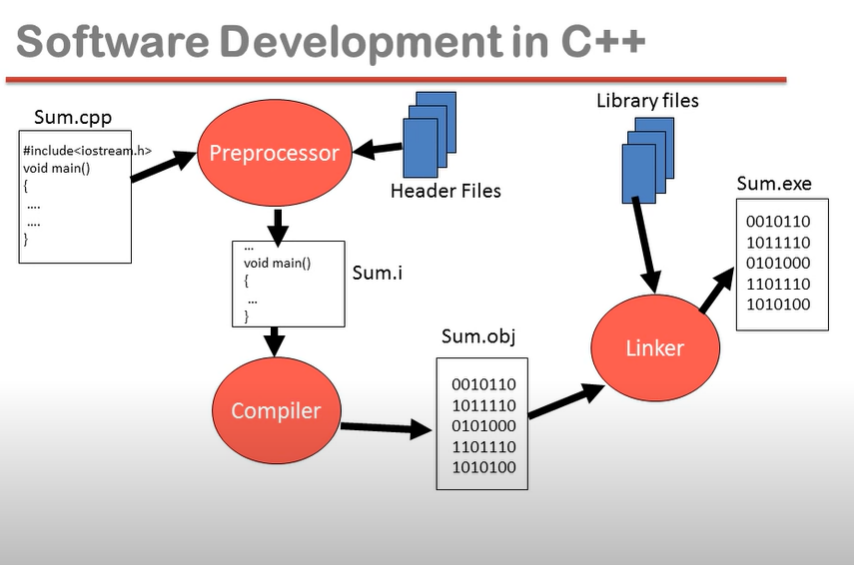 Software Development in C++
Sum.cpp
#include<iostream.h>
void main()
{
....
....
}
Preprocessor
Header Files
Library files
Sum.exe
0010110
1011110
0101000
1101110
1010100
...
void main()
{
...
}
Sum.i
Compiler
Sum.obj
0010110
1011110
0101000
1101110
1010100
Linker